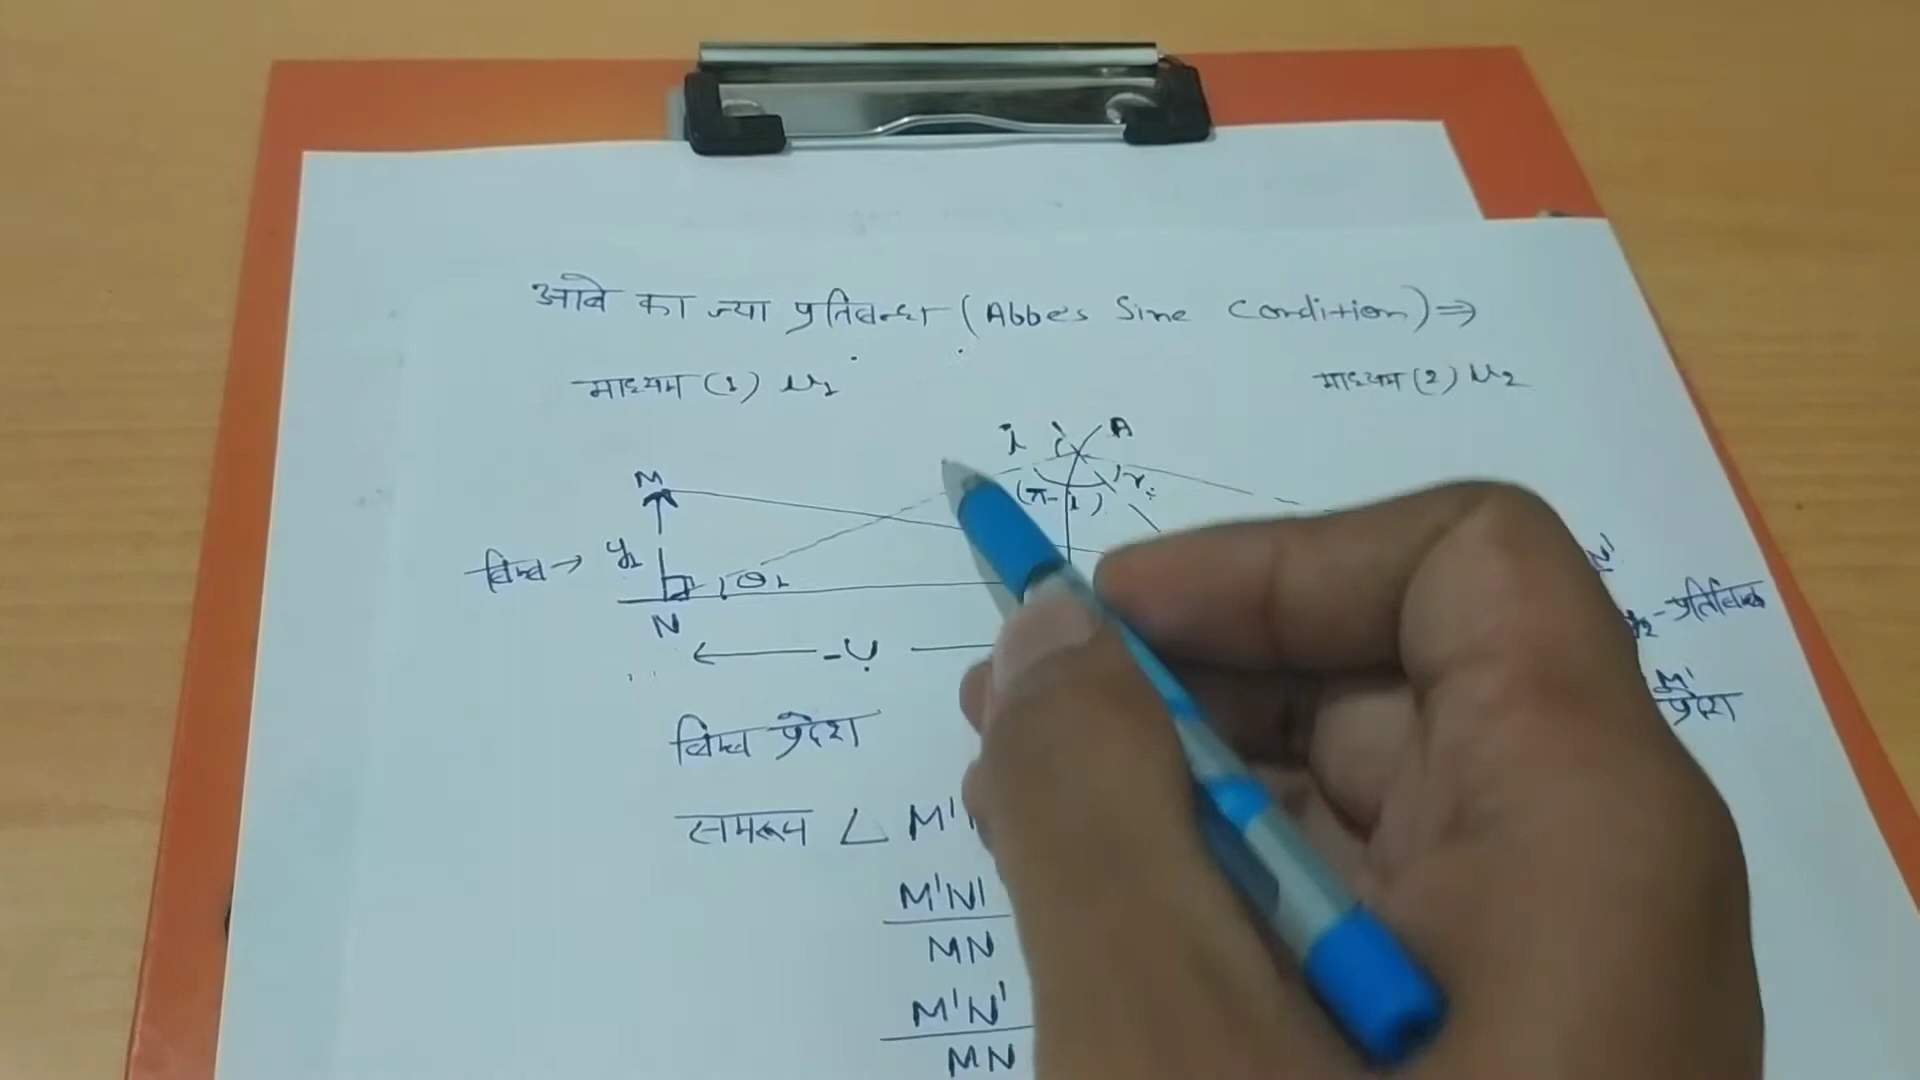 आबे का ज्या प्रतिबन्ध (Abbe's Sine Condition) ⇒
माध्यम (1) μ1
माध्यम (2) μ2
i i A
(π-i) r
M
बिम्ब → y1 θ1
N
N'
y2 - प्रतिबिम्ब
M'
← -u
बिम्ब प्रदेश
प्रदेश
समरूप ∠ M'
M'N'
MN
M'N'
MN